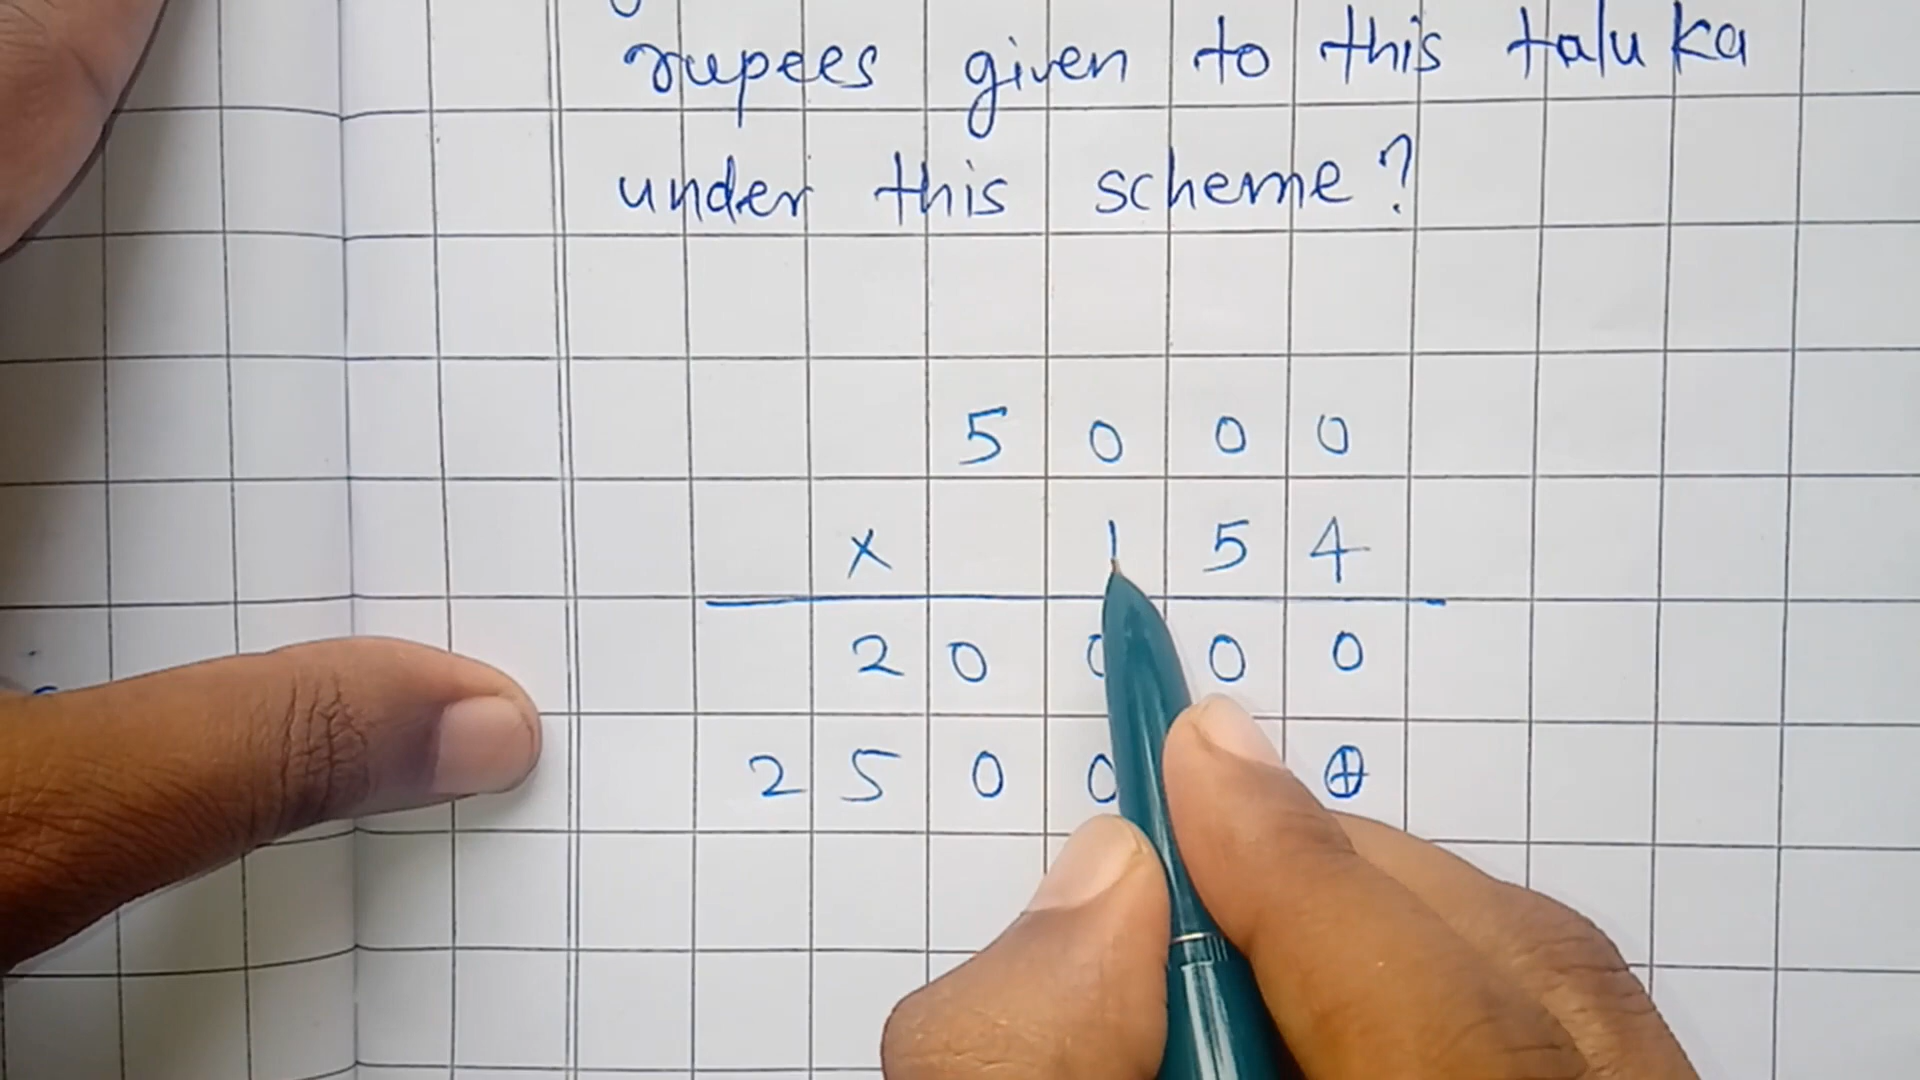 rupees given to this taluka
under this scheme?
5 0 0 0
× 1 5 4
2 0 0 0 0
2 5 0 0 ⊕